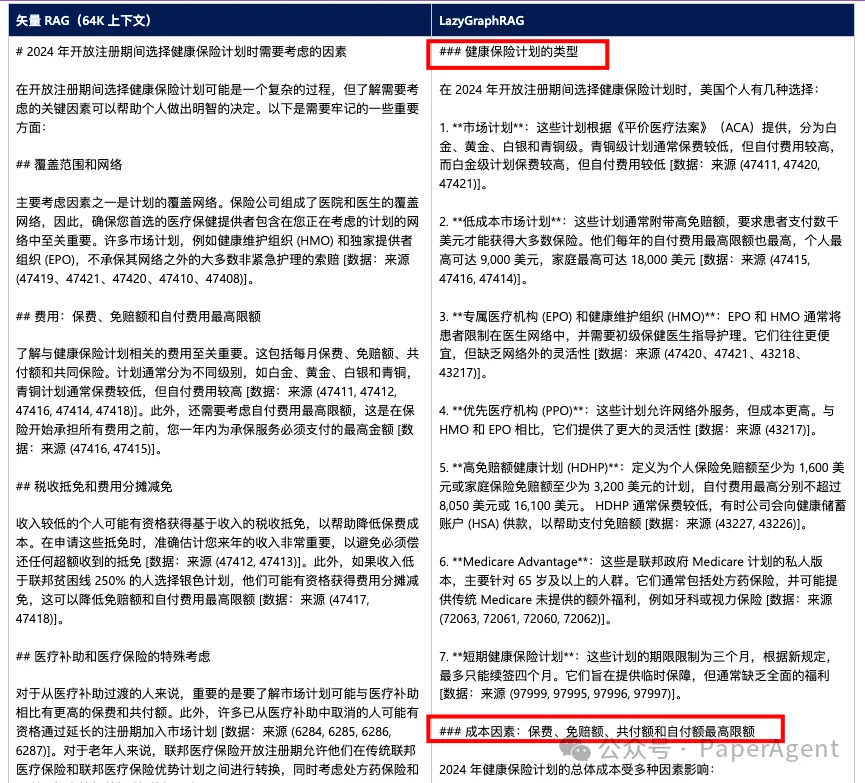 矢量 RAG（64K 上下文）
# 2024 年开放注册期间选择健康保险计划时需要考虑的因素
在开放注册期间选择健康保险计划可能是一个复杂的过程，但了解需要考
虑的关键因素可以帮助个人做出明智的决定。以下是需要牢记的一些重要
方面：
## 覆盖范围和网络
主要考虑因素之一是计划的覆盖网络。保险公司组成了医院和医生的覆盖
网络，因此，确保您首选的医疗保健提供者包含在您正在考虑的计划的网
络中至关重要。许多市场计划，例如健康维护组织 (HMO) 和独家提供者
组织 (EPO)，不承保其网络之外的大多数非紧急护理的索赔 [数据：来源
(47419、47421、47420、47410、47408)]。
## 费用：保费、免赔额和自付费用最高限额
了解与健康保险计划相关的费用至关重要。这包括每月保费、免赔额、共
付额和共同保险。计划通常分为不同级别，如白金、黄金、白银和青铜，
青铜计划通常保费较低，但自付费用较高 [数据：来源 (47411, 47412,
47416, 47414, 47418)]。此外，还需要考虑自付费用最高限额，这是在保
险开始承担所有费用之前，您一年内为承保服务必须支付的最高金额 [数
据：来源 (47416, 47415)]。
## 税收抵免和费用分摊减免
收入较低的个人可能有资格获得基于收入的税收抵免，以帮助降低保费成
本。在申请这些抵免时，准确估计您来年的收入非常重要，以避免必须偿
还任何超额收到的抵免 [数据：来源 (47412, 47413)]。此外，如果收入低
于联邦贫困线 250% 的人选择银色计划，他们可能有资格获得费用分摊减
免，这可以降低免赔额和自付费用最高限额 [数据：来源 (47417,
47418)]。
## 医疗补助和医疗保险的特殊考虑
对于从医疗补助过渡的人来说，重要的是要了解市场计划可能与医疗补助
相比有更高的保费和共付额。此外，许多已从医疗补助中取消的人可能有
资格通过延长的注册期加入市场计划 [数据：来源 (6284, 6285, 6286,
6287)]。对于老年人来说，联邦医疗保险开放注册期允许他们在传统联邦
医疗保险和联邦医疗保险优势计划之间进行转换，同时考虑处方药保险和
LazyGraphRAG
### 健康保险计划的类型
在 2024 年开放注册期间选择健康保险计划时，美国个人有几种选择：
1. **市场计划**：这些计划根据《平价医疗法案》（ACA）提供，分为白
金、黄金、白银和青铜级。青铜级计划通常保费较低，但自付费用较高，
而白金级计划保费较高，但自付费用较低 [数据：来源 (47411, 47420,
47421)]。
2. **低成本市场计划**：这些计划通常附带高免赔额，要求患者支付数千
美元才能获得大多数保险。他们每年的自付费用最高限额也最高，个人最
高可达 9,000 美元，家庭最高可达 18,000 美元 [数据：来源 (47415,
47416, 47414)]。
3. **专属医疗机构 (EPO) 和健康维护组织 (HMO)**：EPO 和 HMO 通常将
患者限制在医生网络中，并需要初级保健医生指导护理。它们往往更便
宜，但缺乏网络外的灵活性 [数据：来源 (47420、47421、43218、
43217)]。
4. **优先医疗机构 (PPO)**：这些计划允许网络外服务，但成本更高。与
HMO 和 EPO 相比，它们提供了更大的灵活性 [数据：来源 (43217)]。
5. **高免赔额健康计划 (HDHP)**：定义为个人保险免赔额至少为 1,600 美
元或家庭保险免赔额至少为 3,200 美元的计划，自付费用最高分别不超过
8,050 美元或 16,100 美元。 HDHP 通常保费较低，有时公司会向健康储蓄
账户 (HSA) 供款，以帮助支付免赔额 [数据：来源 (43227, 43226)]。
6. **Medicare Advantage**：这些是联邦政府 Medicare 计划的私人版
本，主要针对 65 岁及以上的人群。它们通常包括处方药保险，并可能提
供传统 Medicare 未提供的额外福利，例如牙科或视力保险 [数据：来源
(72063, 72061, 72060, 72062)]。
7. **短期健康保险计划**：这些计划的期限限制为三个月，根据新规定，
最多只能续签四个月。它们旨在提供临时保障，但通常缺乏全面的福利
[数据：来源 (97999, 97995, 97996, 97997)]。
### 成本因素：保费、免赔额、共付额和自付额最高限额
公众号 · PaperAgent
2024 年健康保险计划的总体成本受多种因素影响：